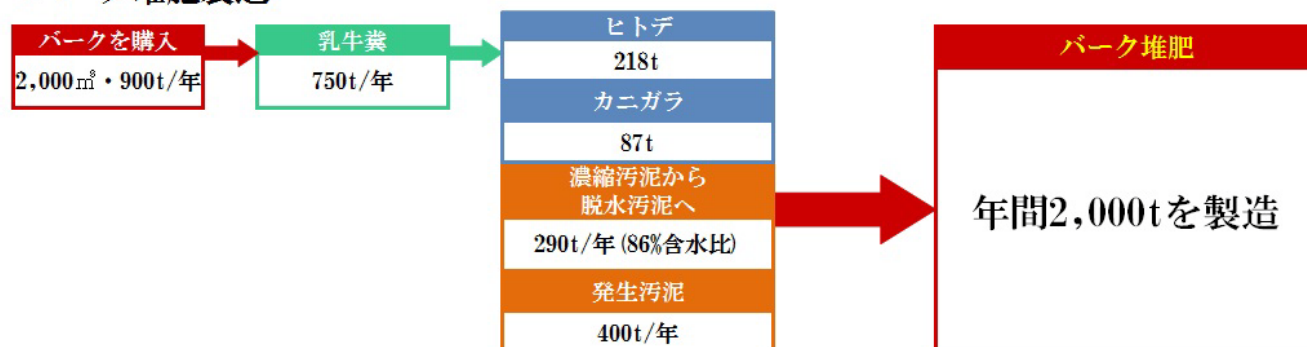 バークを購入
2,000㎥・900t/年
乳牛糞
750t/年
ヒトデ
218t
カニガラ
87t
濃縮汚泥から
脱水汚泥へ
290t/年(86%含水比)
発生汚泥
400t/年
バーク堆肥
年間2,000tを製造